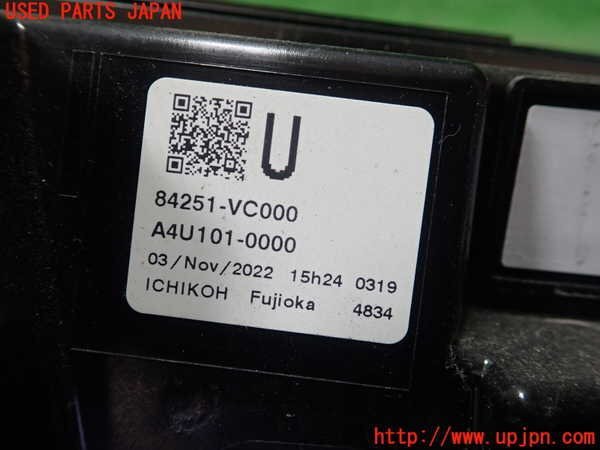 USED PARTS JAPAN
U
84251-VC000
A4U101-0000
03/Nov/2022 15h24 0319
ICHIKOH Fujioka 4834
http://www.upjpn.com/